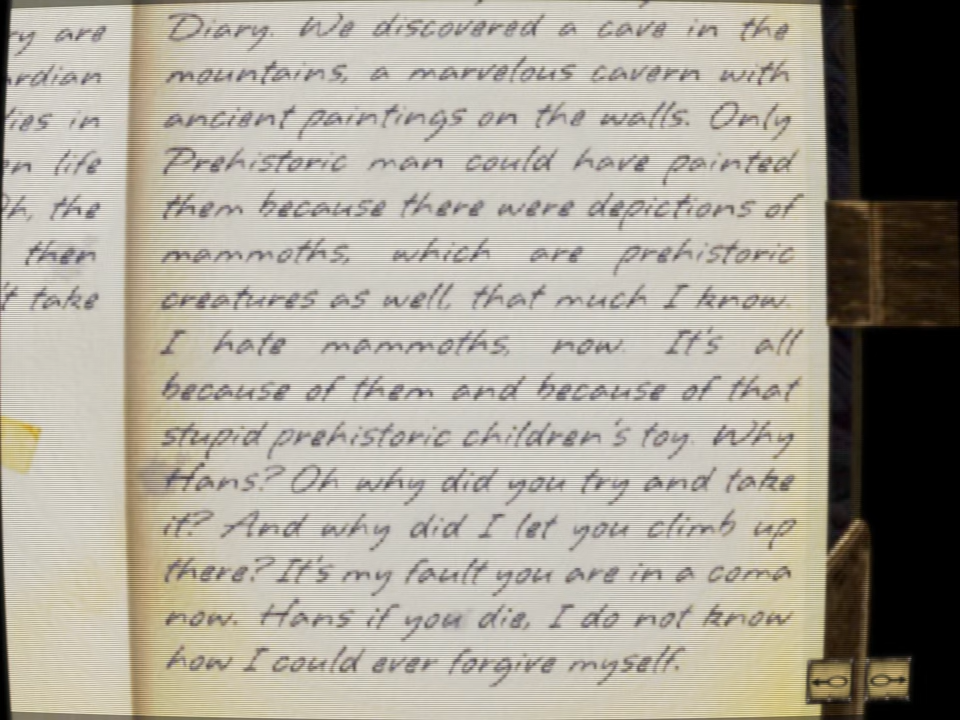 ry are
ardian
ies in
en life
Oh, the
then
't take
Diary. We discovered a cave in the
mountains, a marvelous cavern with
ancient paintings on the walls. Only
Prehistoric man could have painted
them because there were depictions of
mammoths, which are prehistoric
creatures as well, that much I know.
I hate mammoths, now. It's all
because of them and because of that
stupid prehistoric children's toy. Why
Hans? Oh why did you try and take
it? And why did I let you climb up
there? It's my fault you are in a coma
now. Hans if you die, I do not know
how I could ever forgive myself.